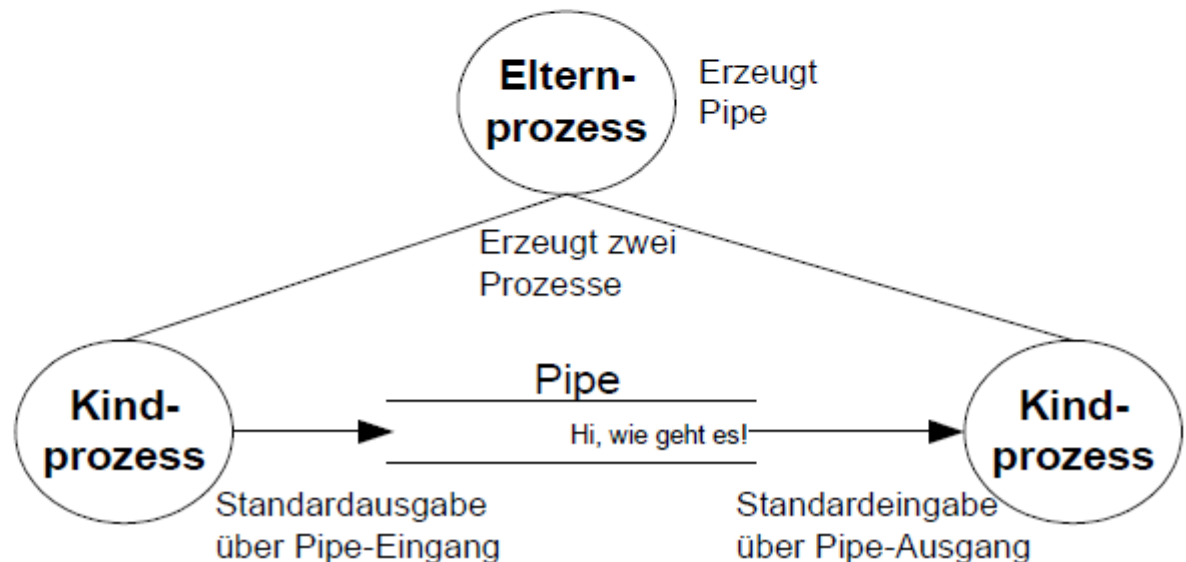 Eltern-
prozess
Erzeugt
Pipe
Erzeugt zwei
Prozesse
Kind-
prozess
Pipe
Hi, wie geht es!
Kind-
prozess
Standardausgabe
über Pipe-Eingang
Standardeingabe
über Pipe-Ausgang